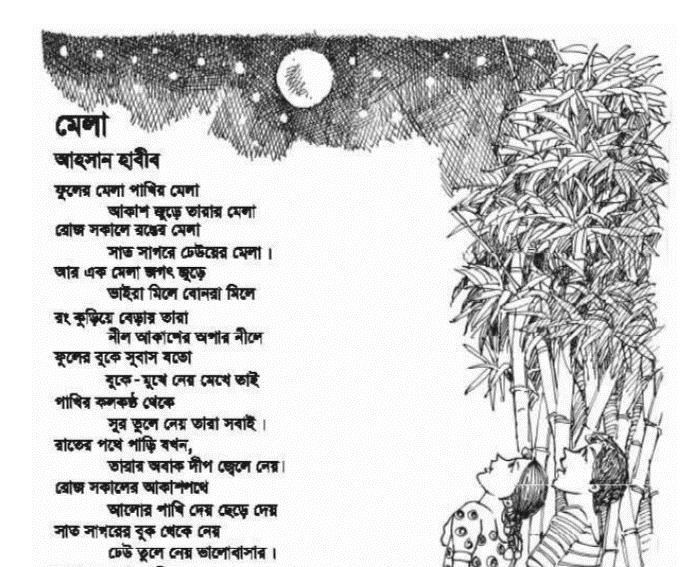 মেলা
আহসান হাবীব
ফুলের মেলা পাখির মেলা
আকাশ জুড়ে তারার মেলা
রোজ সকালে রঙের মেলা
সাত সাগরে ঢেউয়ের মেলা ।
আর এক মেলা জগৎ জুড়ে
ভাইরা মিলে বোনরা মিলে
রং কুড়িয়ে বেড়ায় তারা
নীল আকাশের অপার নীলে
ফুলের বুকে সুবাস যতো
বুকে-মুখে নেয় মেখে তাই
পাখির কলকণ্ঠ থেকে
সুর তুলে নেয় তারা সবাই ।
রাতের পথে পাড়ি যখন,
তারার অবাক দীপ জ্বেলে নেয়।
রোজ সকালের আকাশপথে
আলোর পাখি দেয় ছেড়ে দেয়
সাত সাগরের বুক থেকে নেয়
ঢেউ তুলে নেয় ভালোবাসার ।